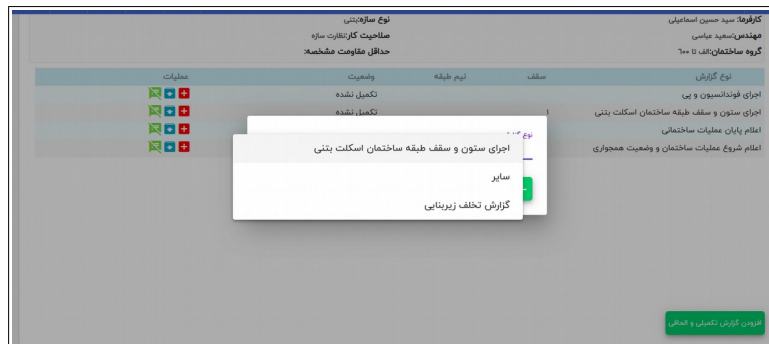 کارفرما: سید حسین اسماعیلی نوع سازه:بتنی
مهندس:سعید عباسی صلاحیت کار:نظارت سازه
گروه ساختمان:الف تا ۶۰۰ حداقل مقاومت مشخصه:
نوع گزارش سقف نیم طبقه وضعیت عملیات
اجرای فوندانسیون و پی تکمیل نشده
اجرای ستون و سقف طبقه ساختمان اسکلت بتنی ۱ تکمیل نشده
اعلام پایان عملیات ساختمانی
اعلام شروع عملیات ساختمان و وضعیت همجواری
نوع
اجرای ستون و سقف طبقه ساختمان اسکلت بتنی
سایر
گزارش تخلف زیربنایی
افزودن گزارش تکمیلی و الحاقی